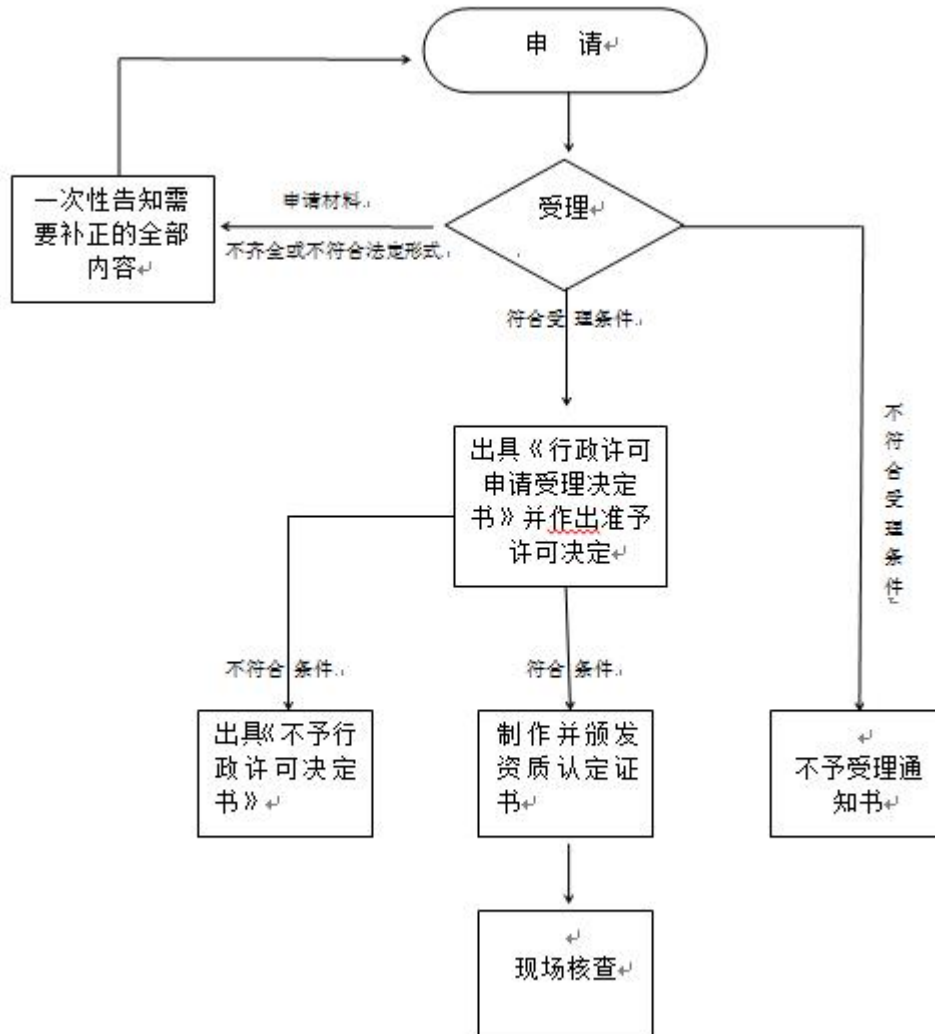 申 请
一次性告知需
要补正的全部
内容
申请材料
不齐全或不符合法定形式
受理
符合受 理条件
不
符
合
受
理
条
件
出具《行政许可
申请受理决定
书》并作出准予
许可决定
不符合 条件
符合 条件
出具《不予行
政许可决定
书》
制作并颁发
资质认定证
书
不予受理通
知书
现场核查